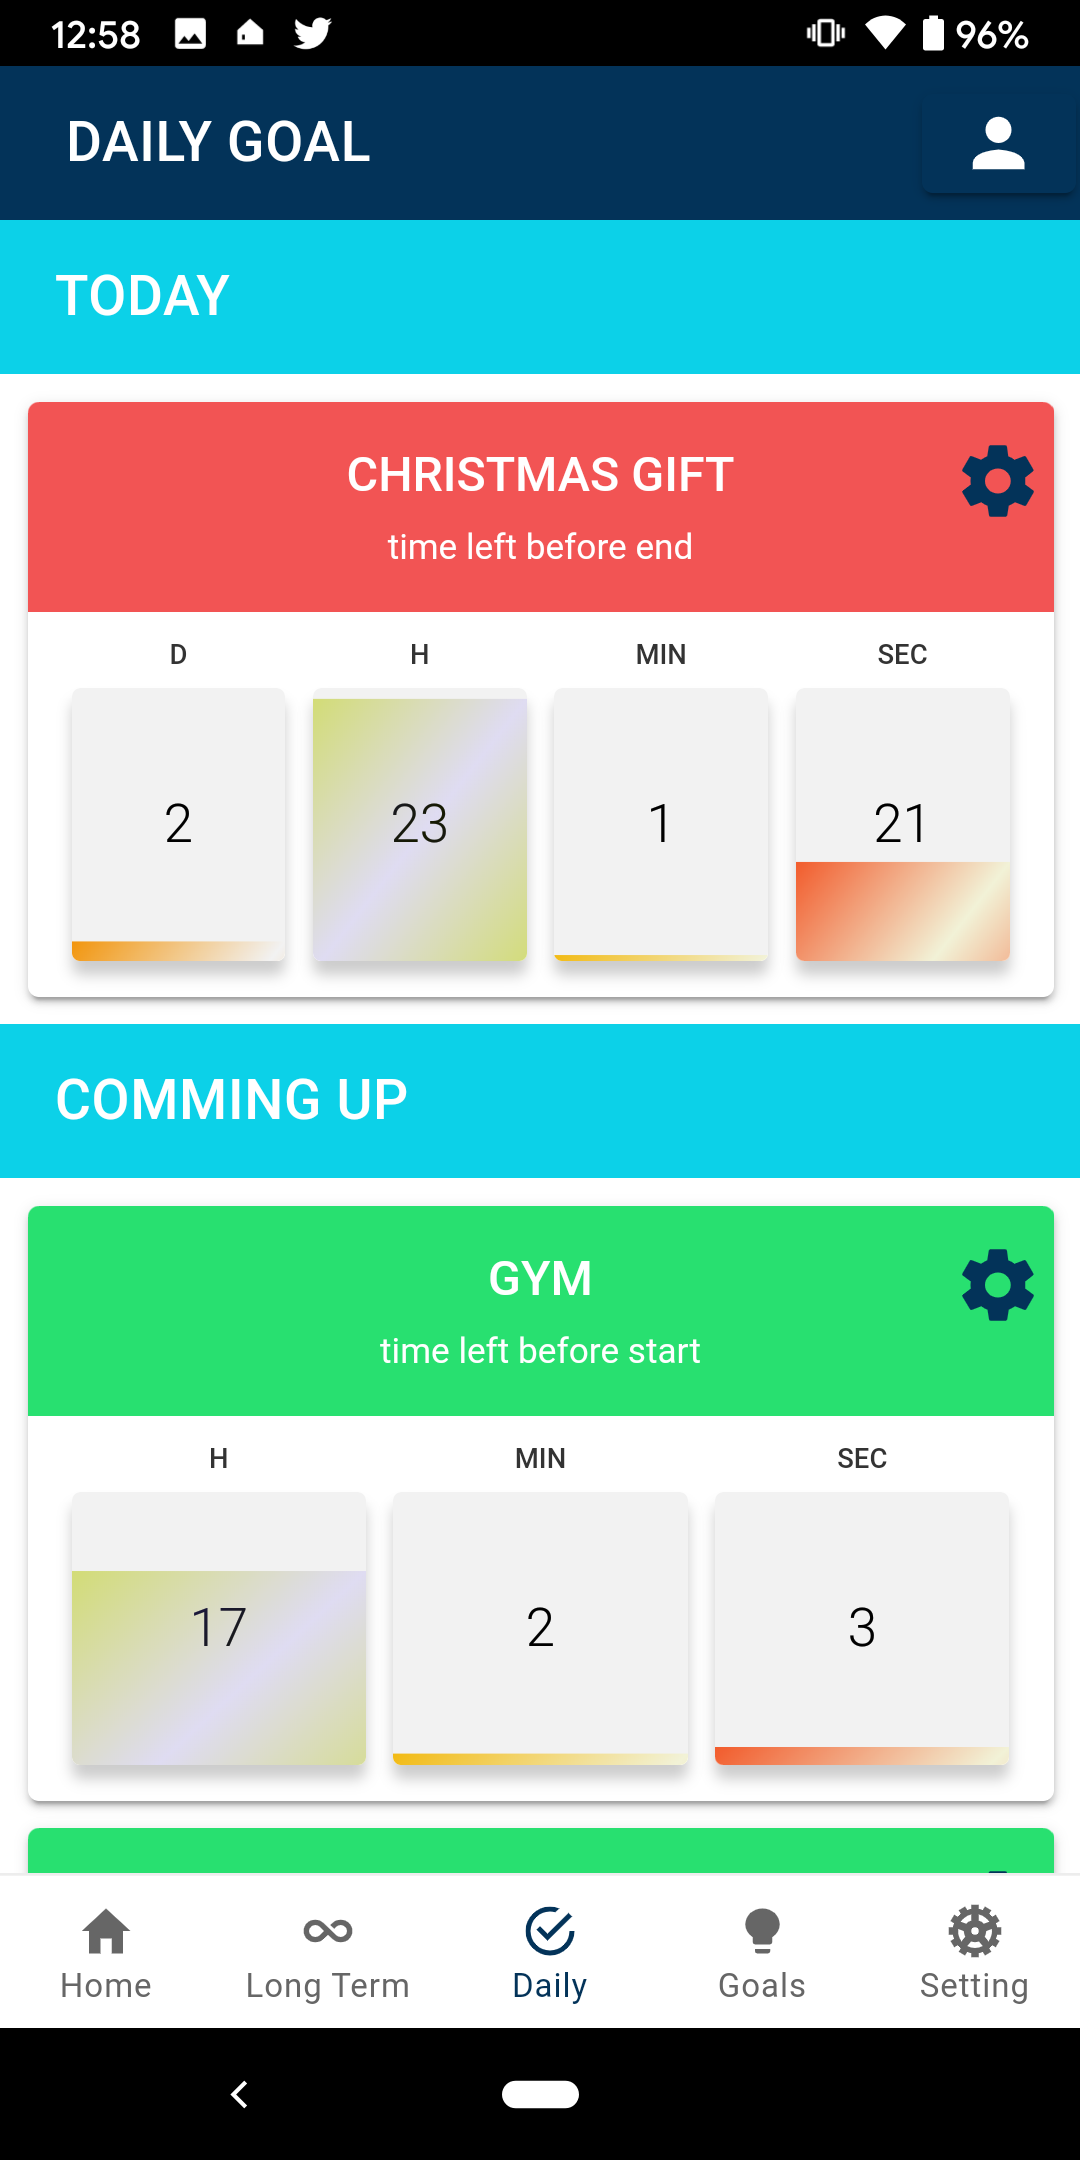 12:58 96%
DAILY GOAL
TODAY
CHRISTMAS GIFT
time left before end
D H MIN SEC
2 23 1 21
COMMING UP
GYM
time left before start
H MIN SEC
17 2 3
Home Long Term Daily Goals Setting